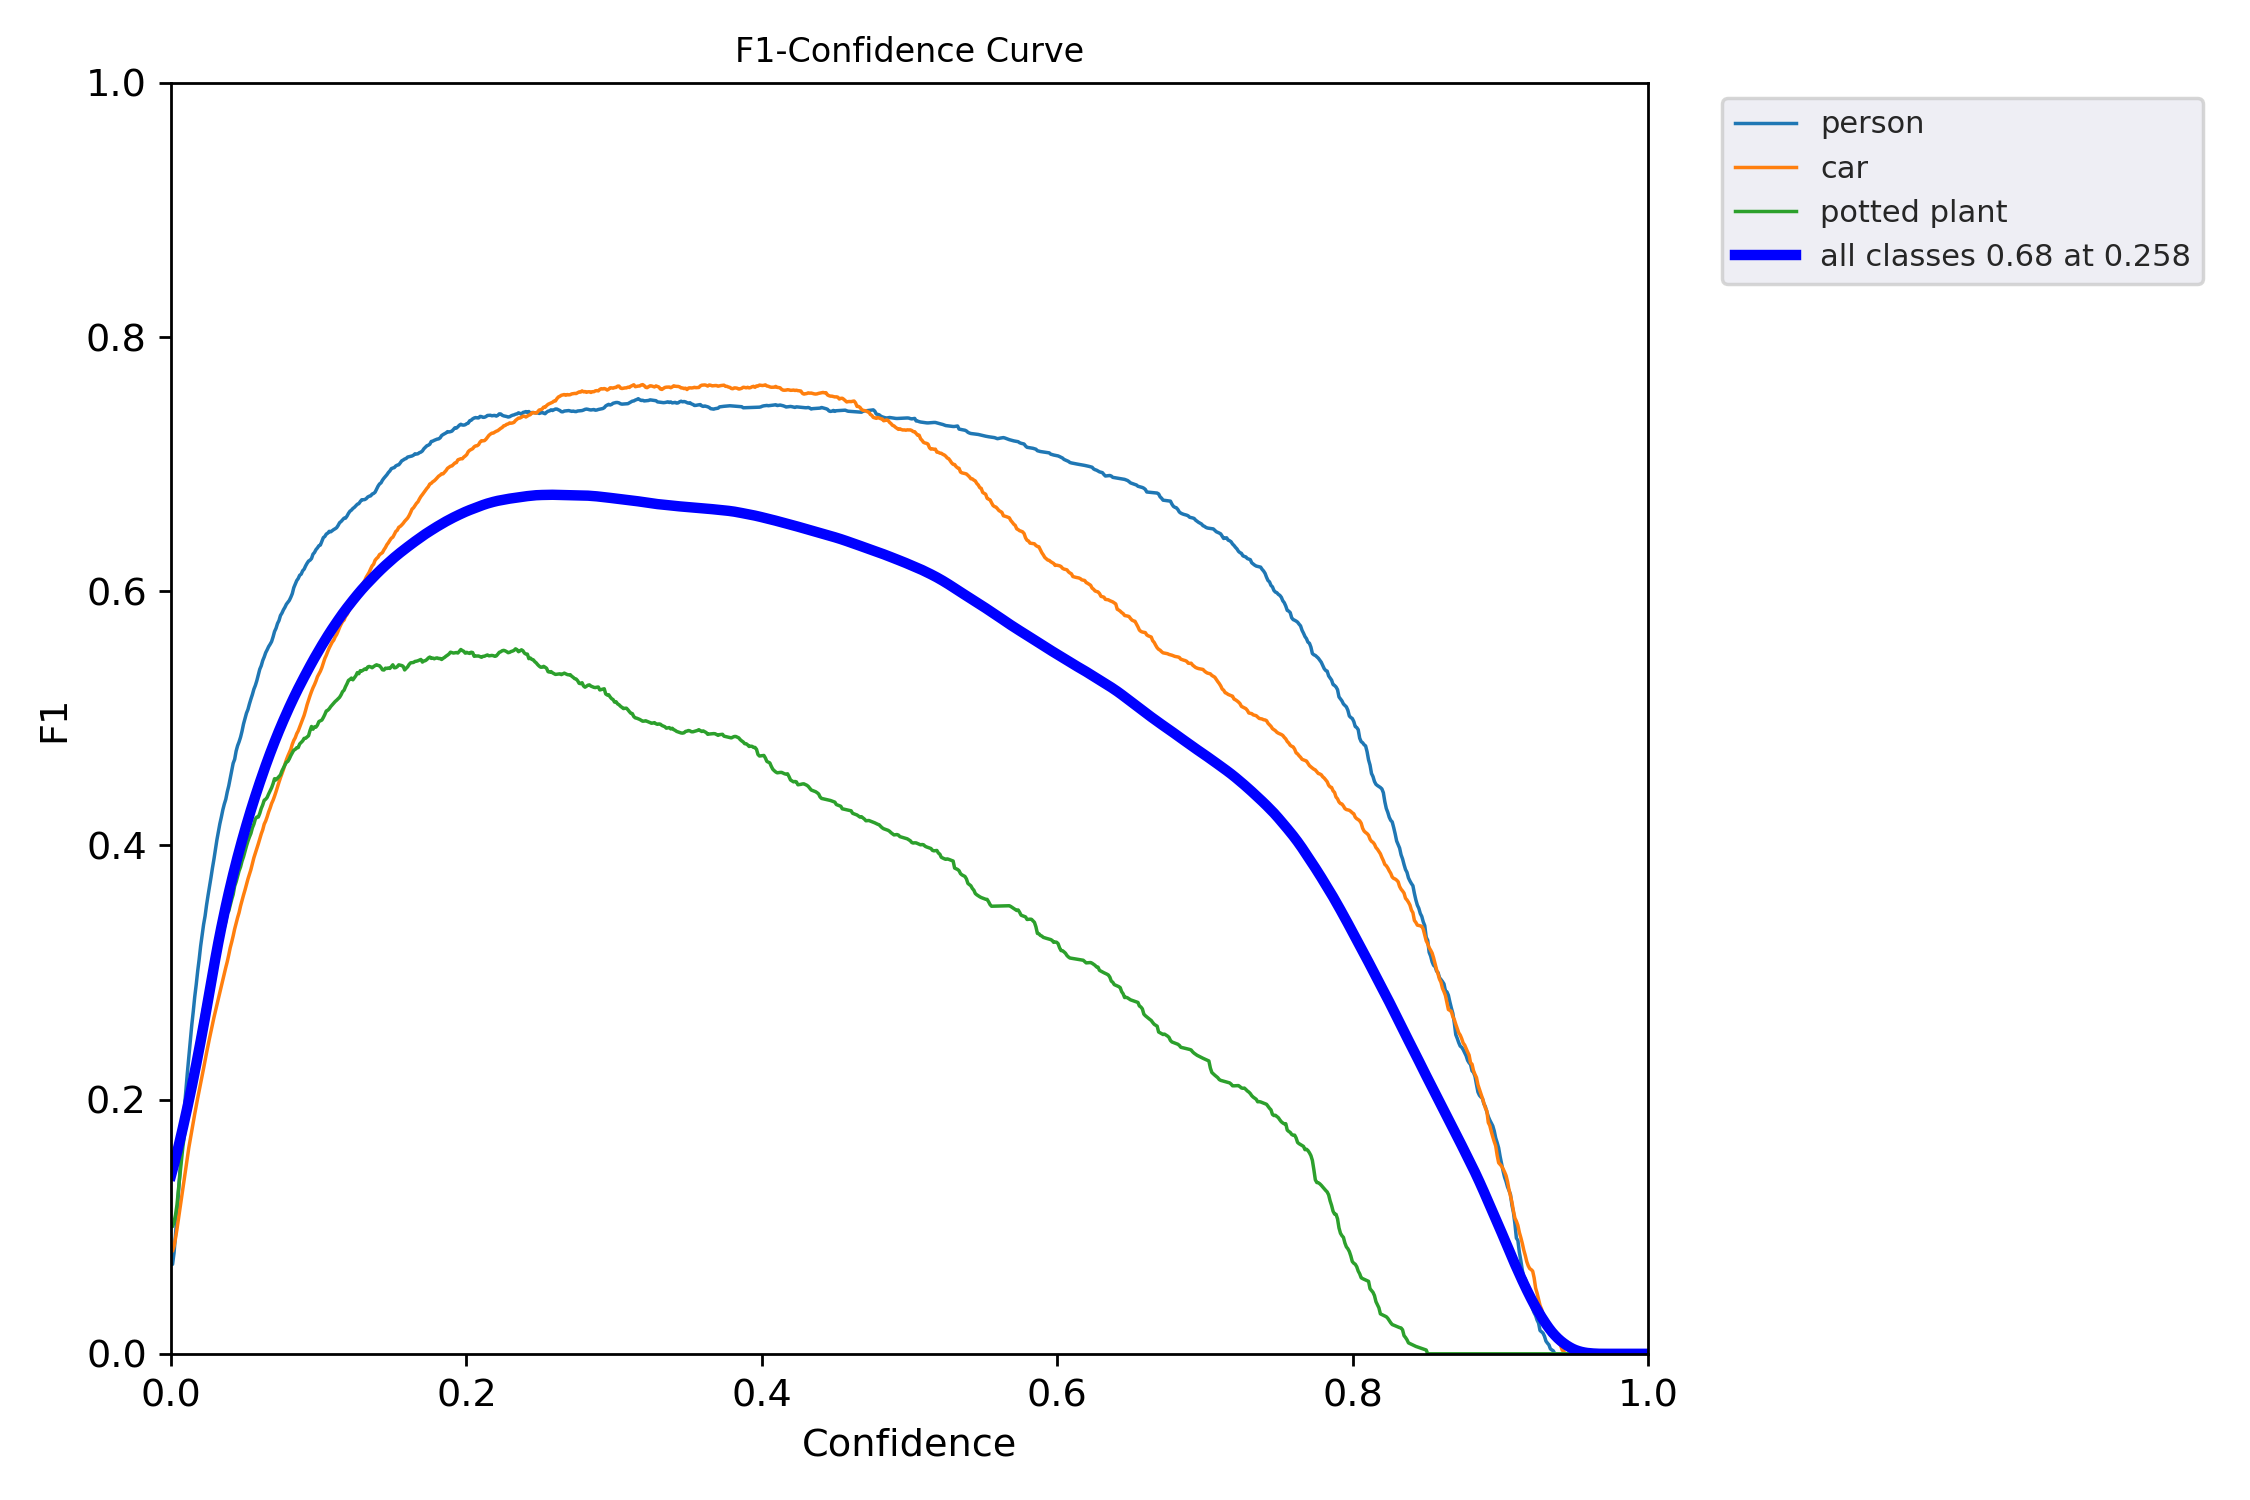 F1-Confidence Curve
1.0
0.8
0.6
0.4
0.2
0.0
F1
0.0 0.2 0.4 0.6 0.8 1.0
Confidence
person
car
potted plant
all classes 0.68 at 0.258